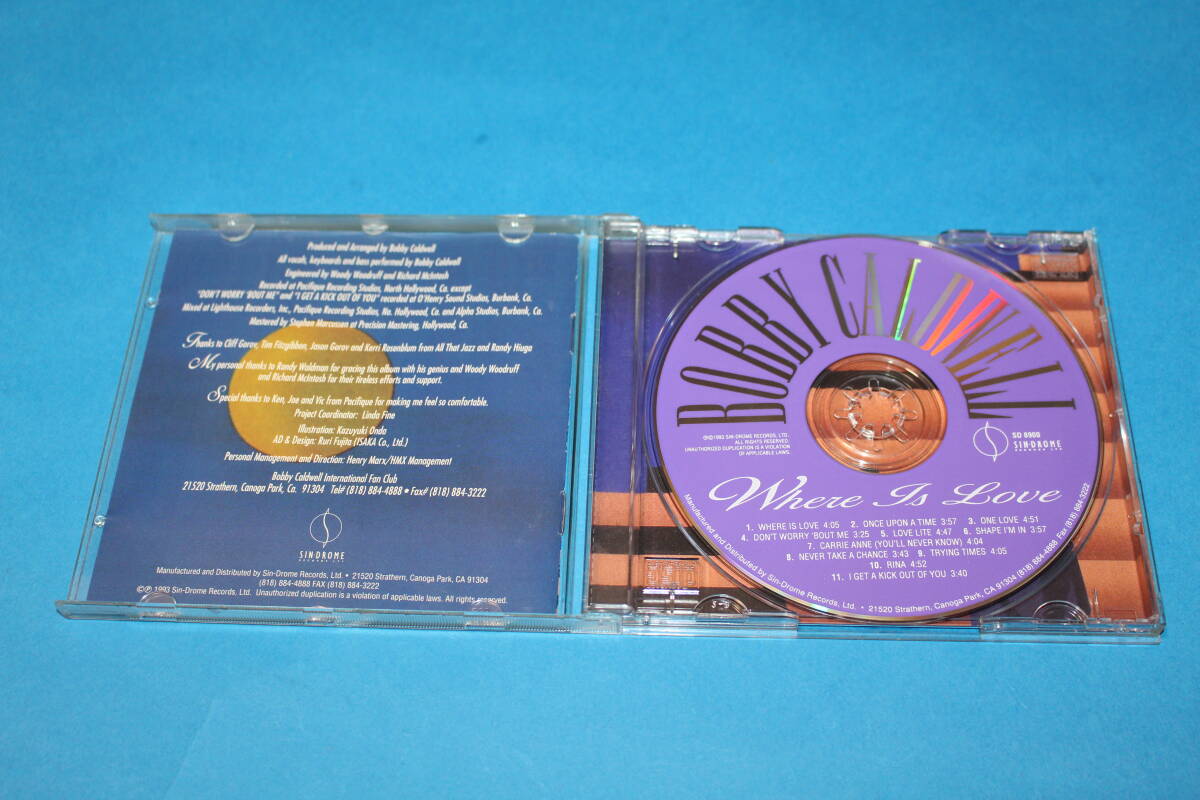 Produced and Arranged by Bobby Caldwell
All vocals, keyboards and bass performed by Bobby Caldwell
Engineered by Woody Woodruff and Richard McIntosh
Recorded at Pacifique Recording Studios, North Hollywood, Ca. except
"DON'T WORRY 'BOUT ME" and "I GET A KICK OUT OF YOU" recorded at O'Henry Sound Studios, Burbank, Ca.
Mixed at Lighthouse Recorders, Inc., Pacifique Recording Studios, No. Hollywood, Ca. and Alpha Studios, Burbank, Ca.
Mastered by Stephen Marcussen at Precision Mastering, Hollywood, Ca.
Thanks to Cliff Gorov, Tim Fitzgibbon, Jason Gorov and Kerri Rosenblum from All That Jazz and Randy Hiuga
My personal thanks to Randy Waldman for gracing this album with his genius and Woody Woodruff
and Richard McIntosh for their tireless efforts and support.
Special thanks to Ken, Joe and Vic from Pacifique for making me feel so comfortable.
Project Coordinator: Linda Fine
Illustration: Kazuyuki Onda
AD & Design: Ruri Fujita (ISAKA Co., Ltd.)
Personal Management and Direction: Henry Marx/HMX Management
Bobby Caldwell International Fan Club
21520 Strathern, Canoga Park, Ca. 91304 Tel# (818) 884-4888 • Fax# (818) 884-3222
SIN-DROME
Manufactured and Distributed by Sin-Drome Records, Ltd. • 21520 Strathern, Canoga Park, CA 91304
(818) 884-4888 FAX (818) 884-3222
©℗ 1993 Sin-Drome Records, Ltd. Unauthorized duplication is a violation of applicable laws. All rights reserved.
BOBBY CALDWELL
℗©1993 SIN-DROME RECORDS, LTD.
ALL RIGHTS RESERVED.
UNAUTHORIZED DUPLICATION IS A VIOLATION
OF APPLICABLE LAWS.
SD 8900
SIN-DROME
RECORDS LTD
Where Is Love
1. WHERE IS LOVE 4:05 2. ONCE UPON A TIME 3:57 3. ONE LOVE 4:51
4. DON'T WORRY 'BOUT ME 3:25 5. LOVE LITE 4:47 6. SHAPE I'M IN 3:57
7. CARRIE ANNE (YOU'LL NEVER KNOW) 4:04
8. NEVER TAKE A CHANCE 3:43 9. TRYING TIMES 4:05
10. RINA 4:52
11. I GET A KICK OUT OF YOU 3:40
Manufactured and Distributed by Sin-Drome Records, Ltd. • 21520 Strathern, Canoga Park, CA 91304 (818) 884-4888 Fax (818) 884-3222